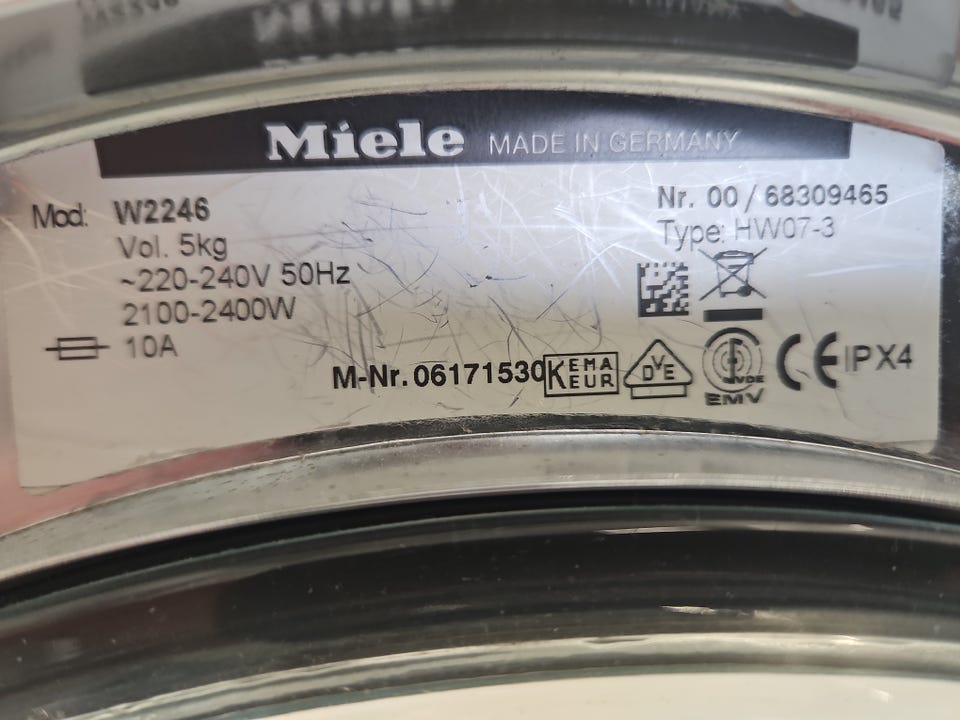 Miele MADE IN GERMANY
Mod: W2246
Nr. 00 / 68309465
Vol. 5kg
Type: HW07-3
~220-240V 50Hz
2100-2400W
10A
M-Nr. 06171530
KEMA
EUR
DVE
VDE
EMV
CE IPX4